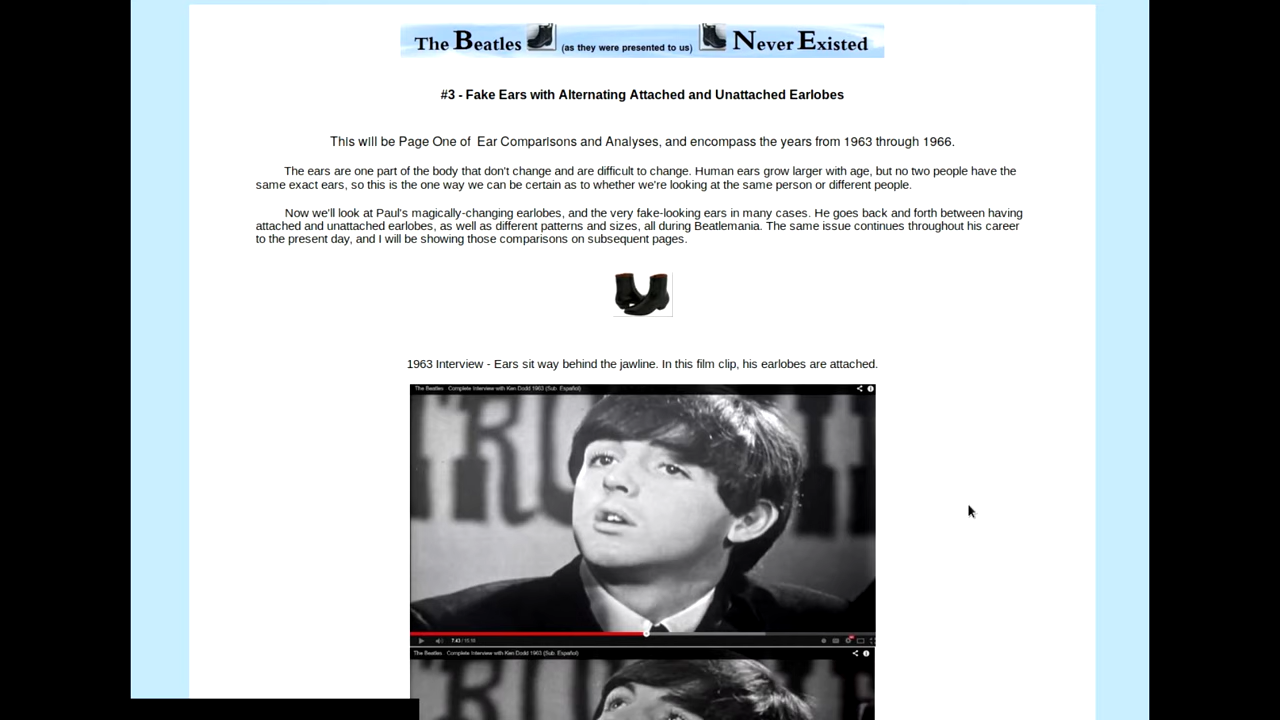 The Beatles (as they were presented to us) Never Existed
#3 - Fake Ears with Alternating Attached and Unattached Earlobes
This will be Page One of Ear Comparisons and Analyses, and encompass the years from 1963 through 1966.
The ears are one part of the body that don't change and are difficult to change. Human ears grow larger with age, but no two people have the
same exact ears, so this is the one way we can be certain as to whether we're looking at the same person or different people.
Now we'll look at Paul's magically-changing earlobes, and the very fake-looking ears in many cases. He goes back and forth between having
attached and unattached earlobes, as well as different patterns and sizes, all during Beatlemania. The same issue continues throughout his career
to the present day, and I will be showing those comparisons on subsequent pages.
1963 Interview - Ears sit way behind the jawline. In this film clip, his earlobes are attached.
The Beatles Complete Interview with Ken Dodd 1963 (Sub Español)
7:43 / 15:10
The Beatles Complete Interview with Ken Dodd 1963 (Sub Español)